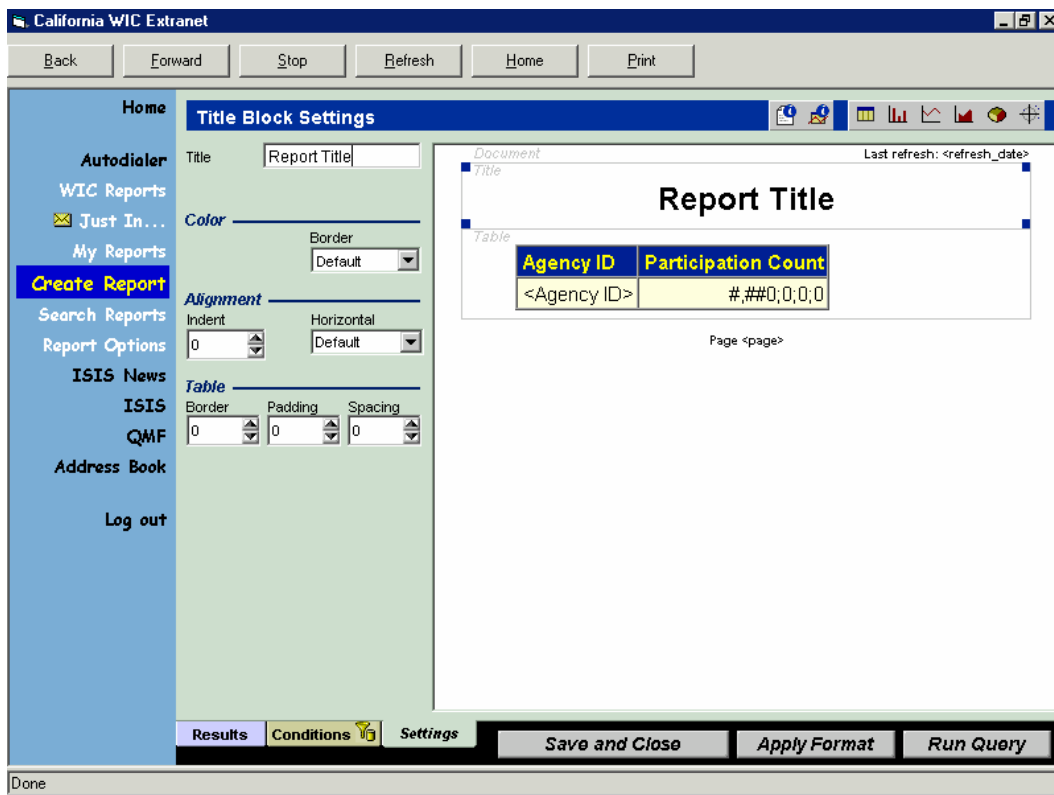 California WIC Extranet
Back Forward Stop Refresh Home Print
Home
Autodialer
WIC Reports
Just In...
My Reports
Create Report
Search Reports
Report Options
ISIS News
ISIS
QMF
Address Book
Log out
Title Block Settings
Title Report Title
Color
Border
Default
Alignment
Indent Horizontal
0 Default
Table
Border Padding Spacing
0 0 0
Document Last refresh: <refresh_date>
Title
Report Title
Table
Agency ID Participation Count
<Agency ID> #,##0;0;0;0
Page <page>
Results Conditions Settings
Save and Close Apply Format Run Query
Done